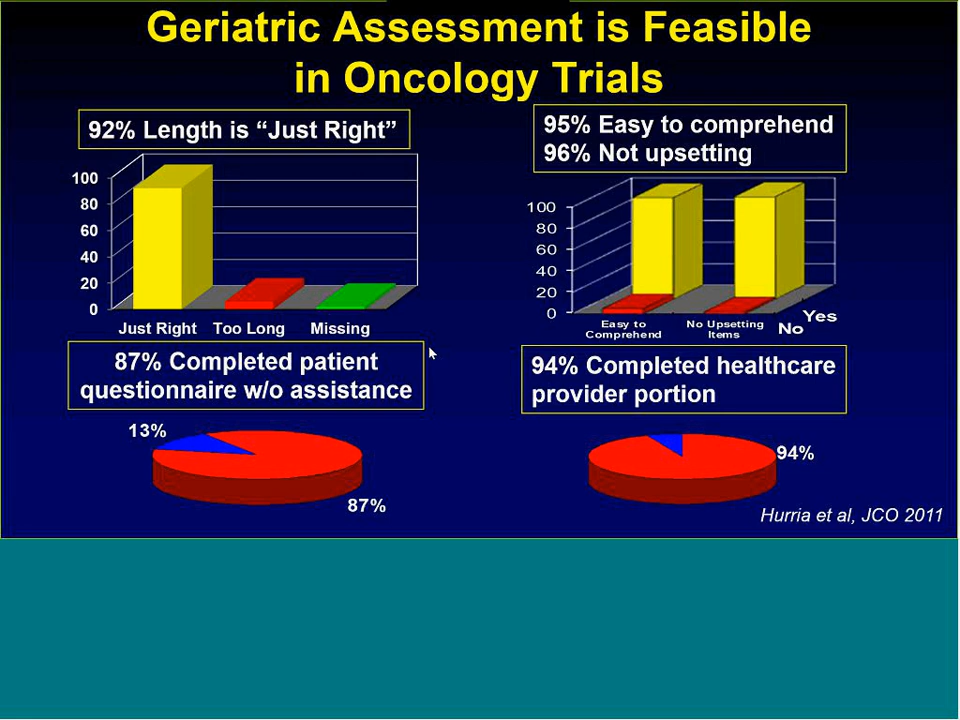 Geriatric Assessment is Feasible
in Oncology Trials
92% Length is “Just Right”
100
80
60
40
20
0
Just Right Too Long Missing
95% Easy to comprehend
96% Not upsetting
100
80
60
40
20
0
Easy to
Comprehend
No Upsetting
Items
No
Yes
87% Completed patient
questionnaire w/o assistance
13%
87%
94% Completed healthcare
provider portion
94%
Hurria et al, JCO 2011